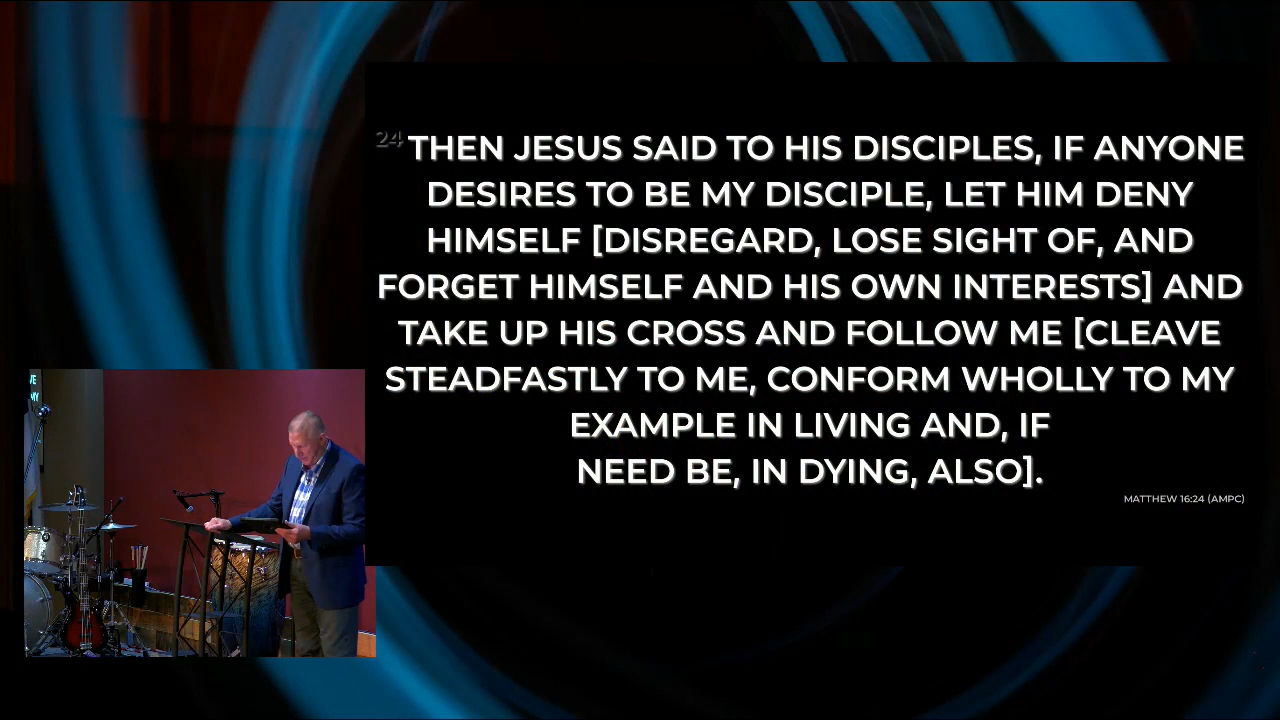 24 THEN JESUS SAID TO HIS DISCIPLES, IF ANYONE
DESIRES TO BE MY DISCIPLE, LET HIM DENY
HIMSELF [DISREGARD, LOSE SIGHT OF, AND
FORGET HIMSELF AND HIS OWN INTERESTS] AND
TAKE UP HIS CROSS AND FOLLOW ME [CLEAVE
STEADFASTLY TO ME, CONFORM WHOLLY TO MY
EXAMPLE IN LIVING AND, IF
NEED BE, IN DYING, ALSO].
MATTHEW 16:24 (AMPC)